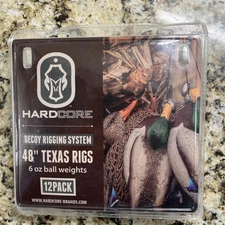 HARDCORE
DECOY RIGGING SYSTEM
48" TEXAS RIGS
6 oz ball weights
12PACK
WWW.HARDCORE-BRANDS.COM